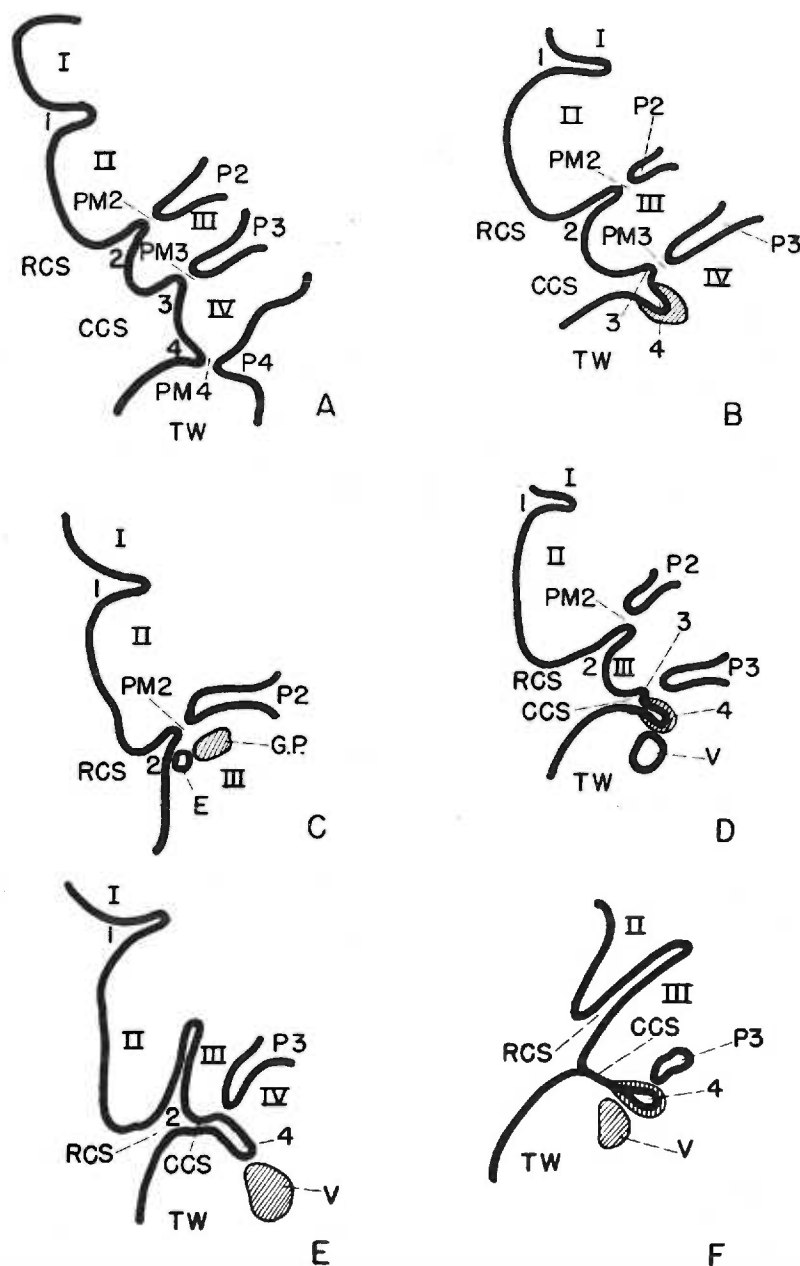 I
1
II
P2
PM2
III
P3
RCS
2
PM3
3
IV
CCS
4
P4
PM4
TW
A
I
1
II
P2
PM2
III
RCS
2
PM3
P3
IV
CCS
3
4
TW
B
I
1
II
PM2
P2
G.P.
RCS
2
III
E
C
I
1
II
P2
PM2
3
2
III
RCS
P3
CCS
4
V
TW
D
I
1
II
III
P3
IV
2
4
RCS
CCS
V
TW
E
II
III
RCS
CCS
P3
4
V
TW
F